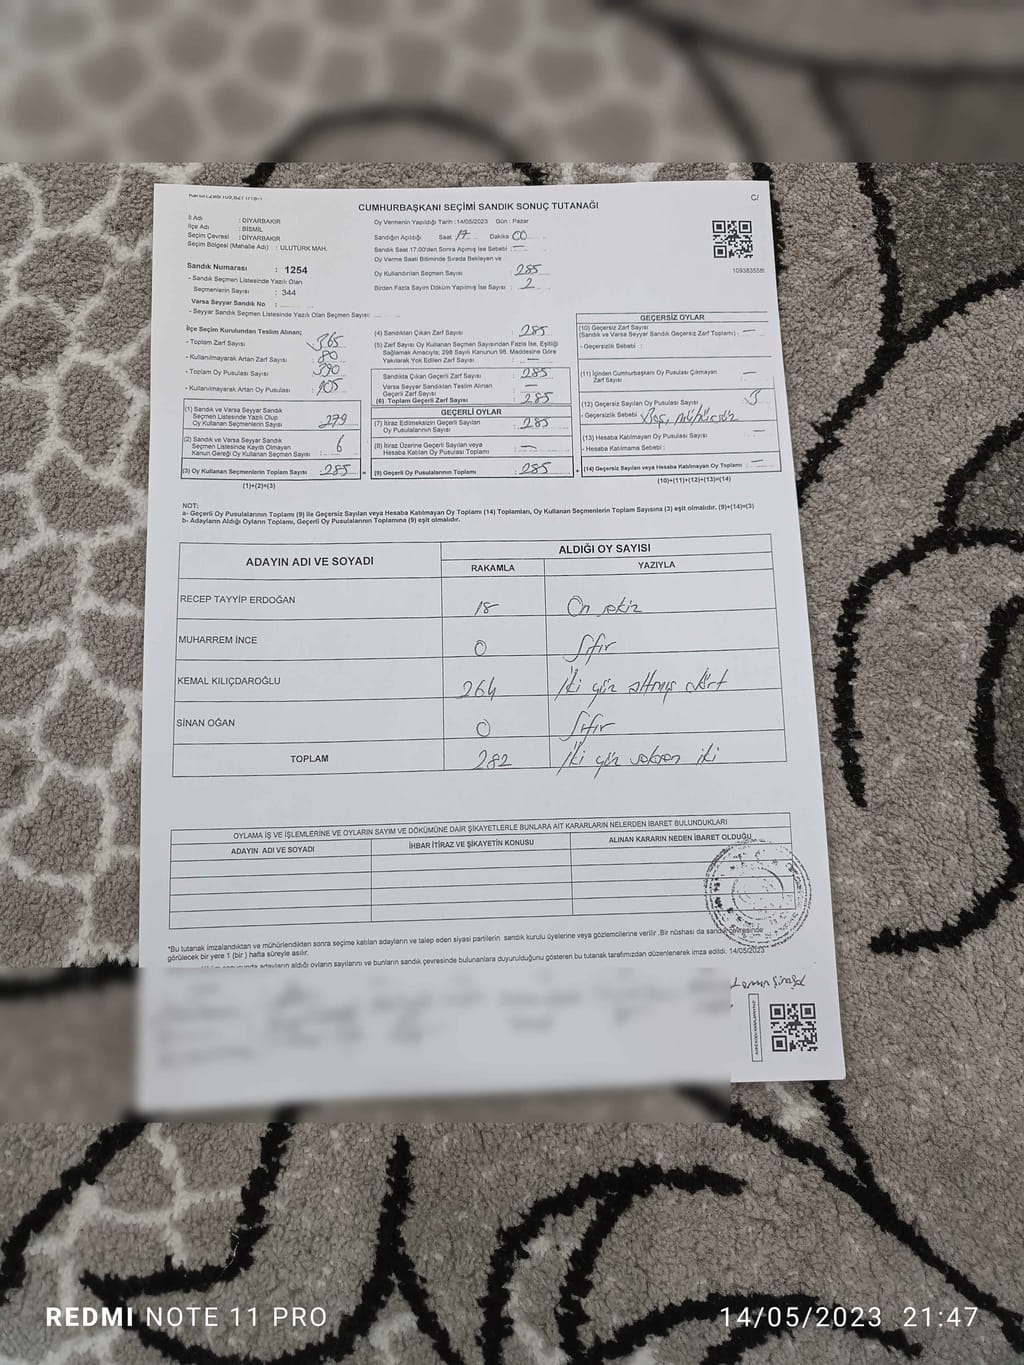 CUMHURBAŞKANI SEÇİMİ SANDIK SONUÇ TUTANAĞI
C/
İl Adı : DİYARBAKIR
İlçe Adı : BİSMİL
Seçim Çevresi : DİYARBAKIR
Seçim Bölgesi (Mahalle Adı) : ULUTÜRK MAH.
Oy Vermenin Yapıldığı Tarih : 14/05/2023 Gün : Pazar
Sandığın Açıldığı Saat 17 Dakika 00
Sandık Saat 17:00'den Sonra Açılmış İse Sebebi : —
Oy Verme Saati Bitiminde Sırada Bekleyen ve
Oy Kullandırılan Seçmen Sayısı : 285
Birden Fazla Sayım Döküm Yapılmış İse Sayısı : 2
Sandık Numarası : 1254
- Sandık Seçmen Listesinde Yazılı Olan
Seçmenlerin Sayısı : 344
Varsa Seyyar Sandık No :
- Seyyar Sandık Seçmen Listesinde Yazılı Olan Seçmen Sayısı:
İlçe Seçim Kurulundan Teslim Alınan;
- Toplam Zarf Sayısı : 365
- Kullanılmayarak Artan Zarf Sayısı : 80
- Toplam Oy Pusulası Sayısı : 390
- Kullanılmayarak Artan Oy Pusulası : 105
(1) Sandık ve Varsa Seyyar Sandık
Seçmen Listesinde Yazılı Olup
Oy Kullanan Seçmenlerin Sayısı : 279
(2) Sandık ve Varsa Seyyar Sandık
Seçmen Listesinde Kayıtlı Olmayan
Kanun Gereği Oy Kullanan Seçmen Sayısı : 6
(3) Oy Kullanan Seçmenlerin Toplam Sayısı : 285
(1)+(2)=(3)
(4) Sandıktan Çıkan Zarf Sayısı : 285
(5) Zarf Sayısı Oy Kullanan Seçmen Sayısından Fazla İse, Eşitliği
Sağlamak Amacıyla; 298 Sayılı Kanunun 98. Maddesine Göre
Yakılarak Yok Edilen Zarf Sayısı : —
Sandıkta Çıkan Geçerli Zarf Sayısı : 285
Varsa Seyyar Sandıktan Teslim Alınan
Geçerli Zarf Sayısı : —
(6) Toplam Geçerli Zarf Sayısı : 285
GEÇERLİ OYLAR
(7) İtiraz Edilmeksizin Geçerli Sayılan
Oy Pusulalarının Sayısı : 285
(8) İtiraz Üzerine Geçerli Sayılan veya
Hesaba Katılan Oy Pusulası Toplamı : —
= (9) Geçerli Oy Pusulalarının Toplamı : 285
GEÇERSİZ OYLAR
(10) Geçersiz Zarf Sayısı
(Sandık ve Varsa Seyyar Sandık Geçersiz Zarf Toplamı) : —
- Geçersizlik Sebebi :
(11) İçinden Cumhurbaşkanı Oy Pusulası Çıkmayan
Zarf Sayısı : —
(12) Geçersiz Sayılan Oy Pusulası Sayısı : 3
- Geçersizlik Sebebi : Boş, mühürsüz
(13) Hesaba Katılmayan Oy Pusulası Sayısı : —
- Hesaba Katılmama Sebebi :
+ (14) Geçersiz Sayılan veya Hesaba Katılmayan Oy Toplamı : —
(10)+(11)+(12)+(13)=(14)
NOT:
a- Geçerli Oy Pusulalarının Toplamı (9) ile Geçersiz Sayılan veya Hesaba Katılmayan Oy Toplamı (14) Toplamları, Oy Kullanan Seçmenlerin Toplam Sayısına (3) eşit olmalıdır. (9)+(14)=(3)
b- Adayların Aldığı Oyların Toplamı, Geçerli Oy Pusulalarının Toplamına (9) eşit olmalıdır.
ADAYIN ADI VE SOYADI
ALDIĞI OY SAYISI
RAKAMLA YAZIYLA
RECEP TAYYİP ERDOĞAN 18 On sekiz
MUHARREM İNCE 0 Sıfır
KEMAL KILIÇDAROĞLU 264 İki yüz altmış dört
SİNAN OĞAN 0 Sıfır
TOPLAM 282 İki yüz seksen iki
OYLAMA İŞ VE İŞLEMLERİNE VE OYLARIN SAYIM VE DÖKÜMÜNE DAİR ŞİKAYETLERLE BUNLARA AİT KARARLARIN NELERDEN İBARET BULUNDUKLARI
ADAYIN ADI VE SOYADI İHBAR İTİRAZ VE ŞİKAYETİN KONUSU ALINAN KARARIN NEDEN İBARET OLDUĞU
*Bu tutanak imzalandıktan ve mühürlendikten sonra seçime katılan adayların ve talep eden siyasi partilerin sandık kurulu üyelerine veya gözlemcilerine verilir. Bir nüshası da sandık çevresinde
görülecek bir yere 1 (bir) hafta süreyle asılır.
adayların aldığı oyların sayılarını ve bunların sandık çevresinde bulunanlara duyurulduğunu gösteren bu tutanak tarafımızdan düzenlenerek imza edildi. 14/05/2023
REDMI NOTE 11 PRO
14/05/2023 21:47